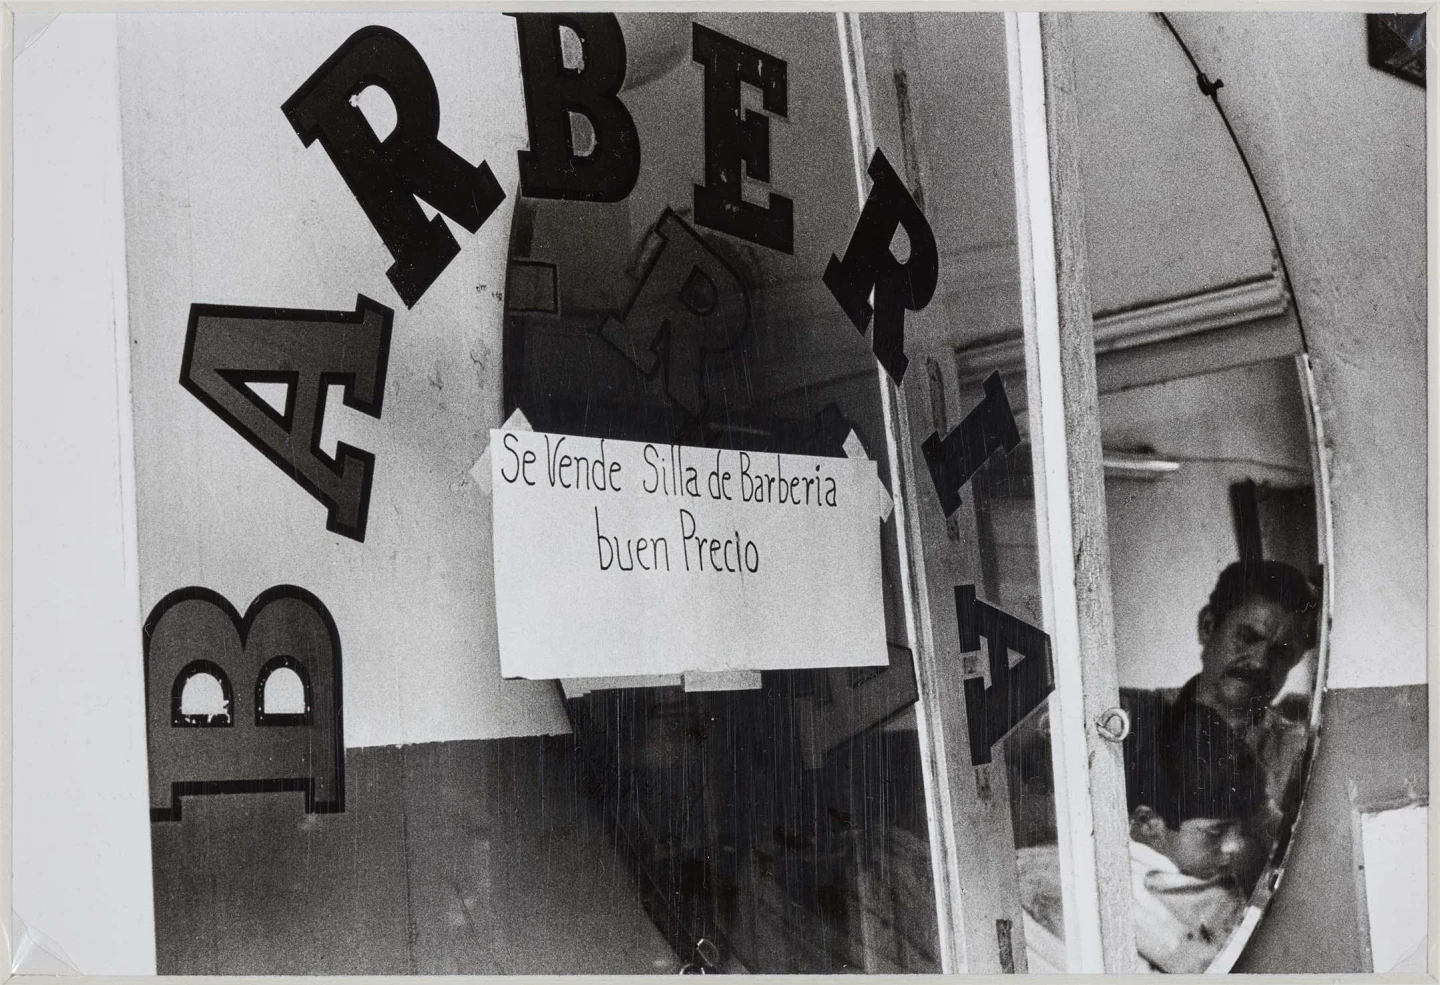 BARBERIA
Se Vende Silla de Barberia
buen Precio